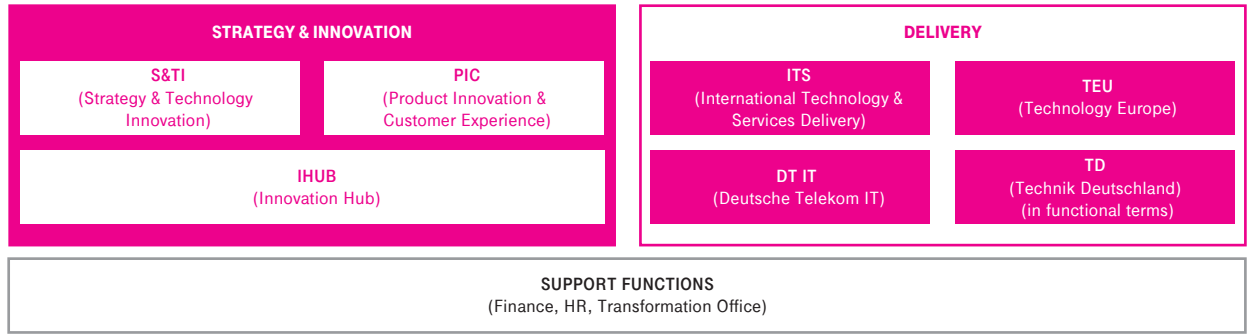 STRATEGY & INNOVATION
S&TI
(Strategy & Technology
Innovation)
PIC
(Product Innovation &
Customer Experience)
IHUB
(Innovation Hub)
DELIVERY
ITS
(International Technology &
Services Delivery)
TEU
(Technology Europe)
DT IT
(Deutsche Telekom IT)
TD
(Technik Deutschland)
(in functional terms)
SUPPORT FUNCTIONS
(Finance, HR, Transformation Office)